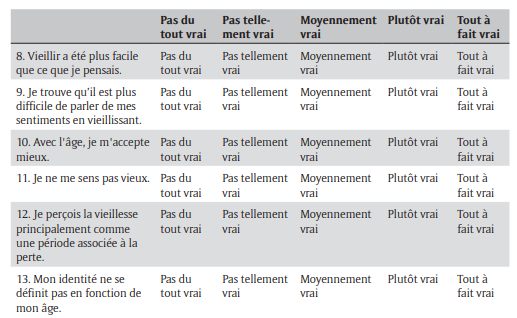 Pas du Pas telle- Moyennement Plutôt vrai Tout à
tout vrai ment vrai vrai fait vrai
8. Vieillir a été plus facile Pas du Pas tellement Moyennement Plutôt vrai Tout à
que ce que je pensais. tout vrai vrai vrai fait vrai
9. Je trouve qu'il est plus Pas du Pas tellement Moyennement Plutôt vrai Tout à
difficile de parler de mes tout vrai vrai vrai fait vrai
sentiments en vieillissant.
10. Avec l'âge, je m'accepte Pas du Pas tellement Moyennement Plutôt vrai Tout à
mieux. tout vrai vrai vrai fait vrai
11. Je ne me sens pas vieux. Pas du Pas tellement Moyennement Plutôt vrai Tout à
tout vrai vrai vrai fait vrai
12. Je perçois la vieillesse Pas du Pas tellement Moyennement Plutôt vrai Tout à
principalement comme tout vrai vrai vrai fait vrai
une période associée à la
perte.
13. Mon identité ne se Pas du Pas tellement Moyennement Plutôt vrai Tout à
définit pas en fonction de tout vrai vrai vrai fait vrai
mon âge.